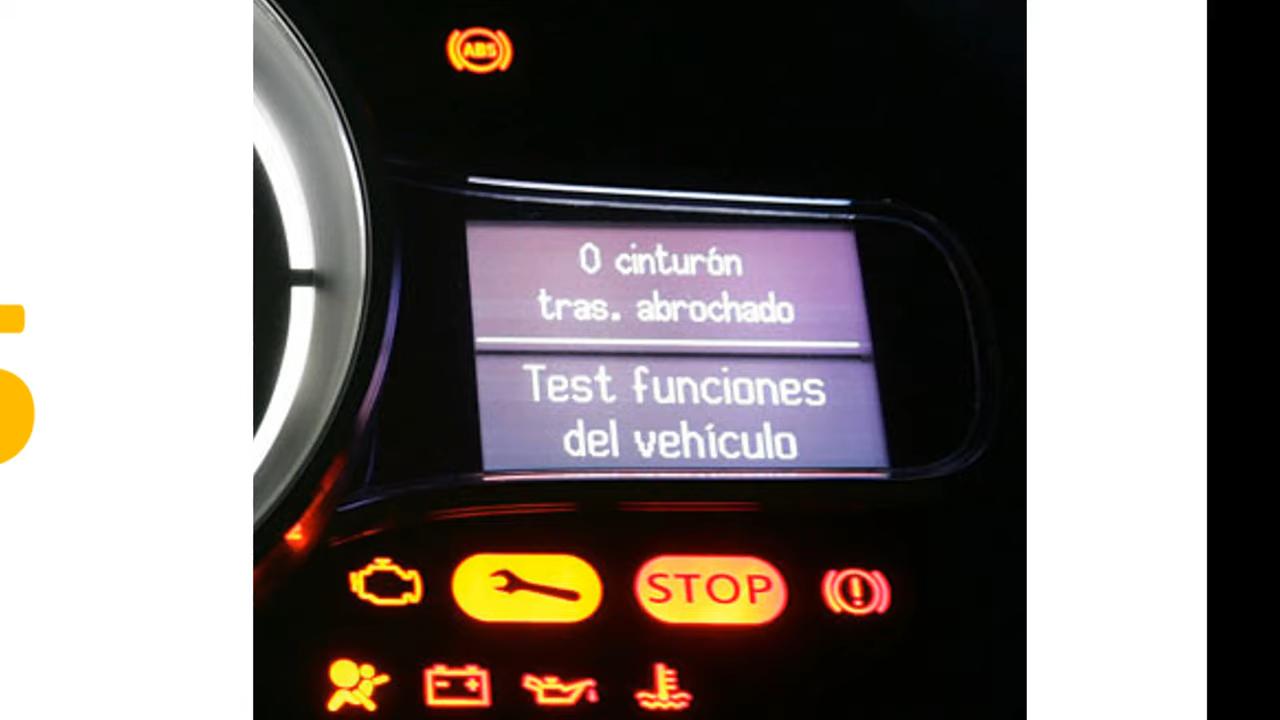 ABS
0 cinturón
tras. abrochado
Test funciones
del vehículo
STOP